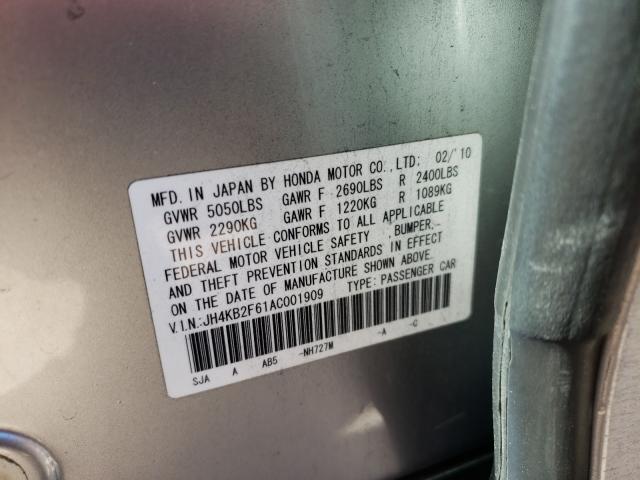 MFD. IN JAPAN BY HONDA MOTOR CO.,LTD: 02/'10
GVWR 5050LBS GAWR F 2690LBS R 2400LBS
GVWR 2290KG GAWR F 1220KG R 1089KG
THIS VEHICLE CONFORMS TO ALL APPLICABLE
FEDERAL MOTOR VEHICLE SAFETY ,BUMPER,
AND THEFT PREVENTION STANDARDS IN EFFECT
ON THE DATE OF MANUFACTURE SHOWN ABOVE.
V.I.N.:JH4KB2F61AC001909 TYPE: PASSENGER CAR
SJA A AB5 -NH727M -A -C